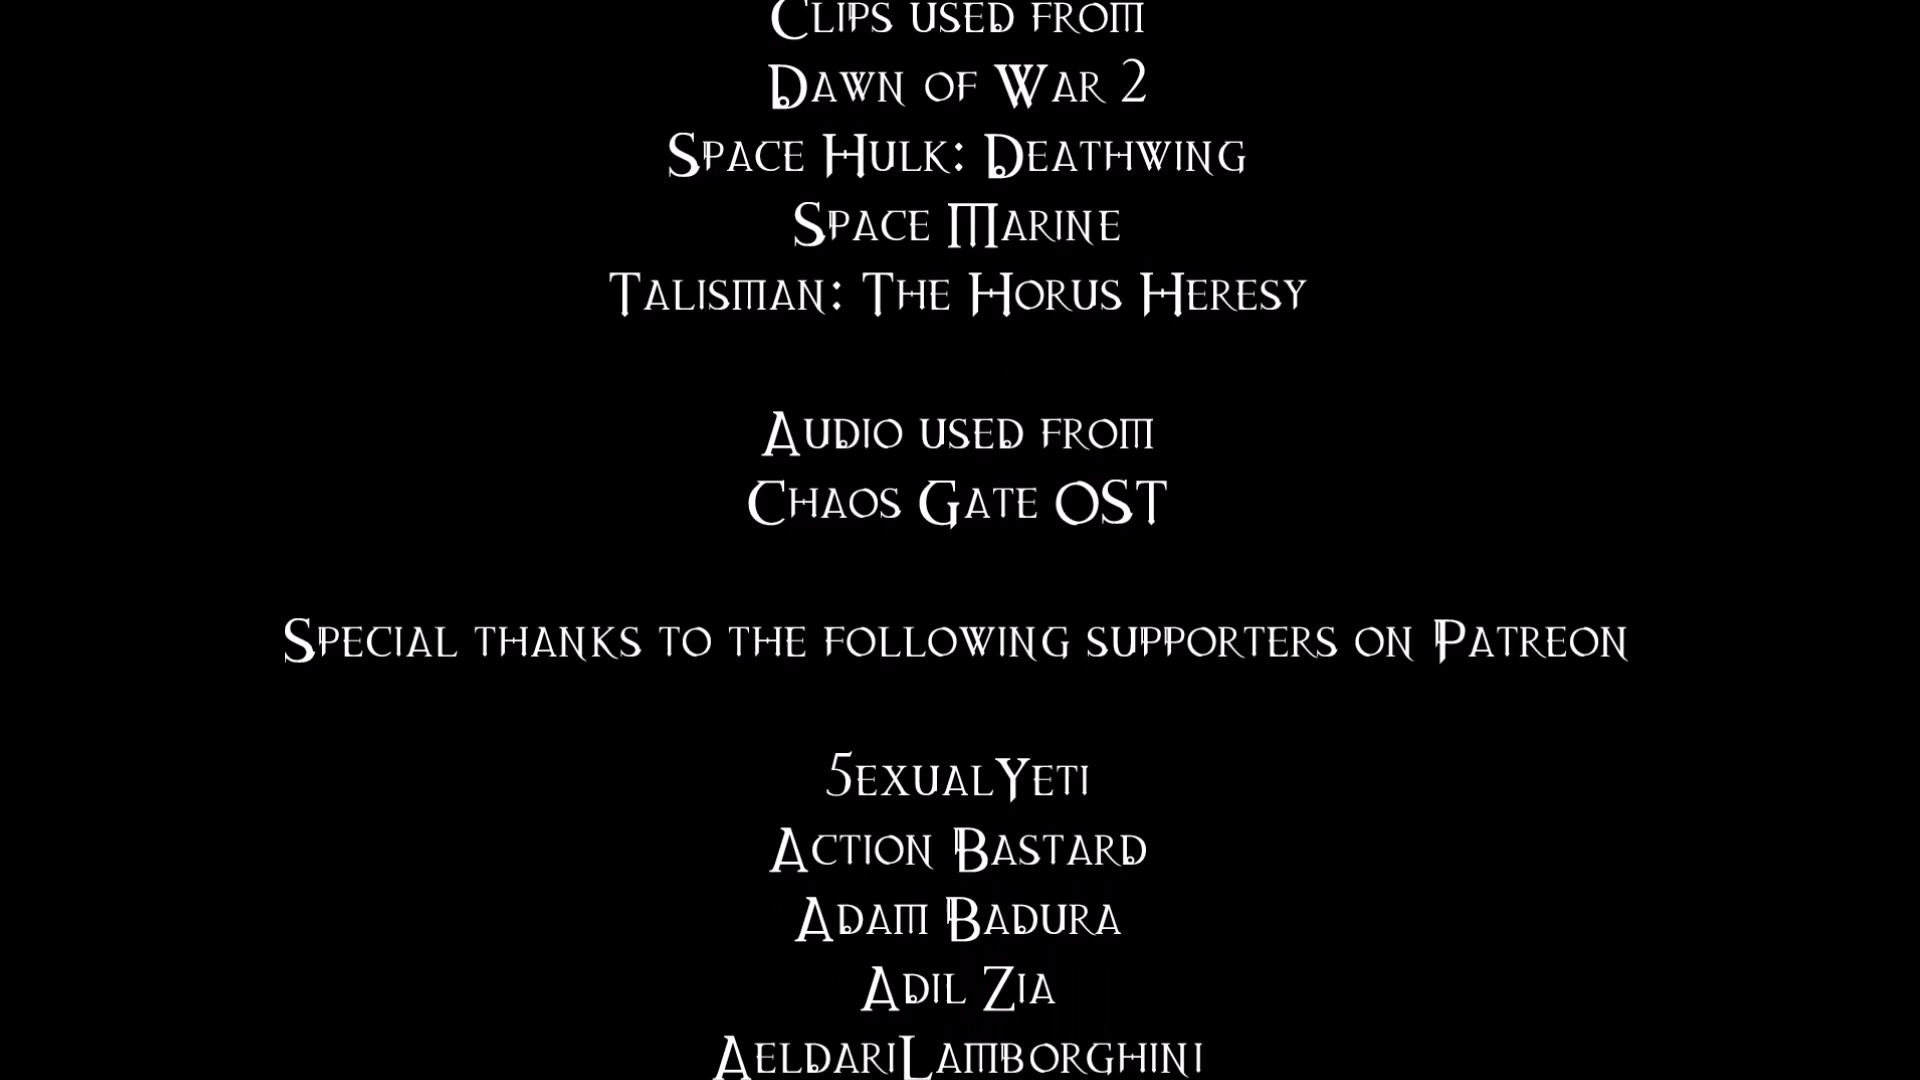 Clips used from
Dawn of War 2
Space Hulk: Deathwing
Space Marine
Talisman: The Horus Heresy
Audio used from
Chaos Gate OST
Special thanks to the following supporters on Patreon
5exualYeti
Action Bastard
Adam Badura
Adil Zia
AeldariLamborghini